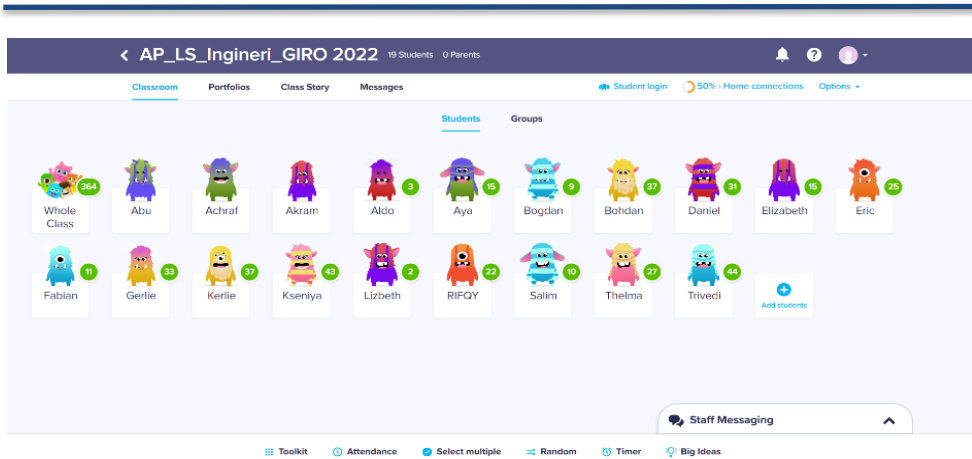 AP_LS_Ingineri_GIRO 2022 19 Students 0 Parents
Classroom Portfolios Class Story Messages Student login 50% › Home connections Options
Students Groups
364 3 15 9 37 31 15 25
Whole Class Abu Achraf Akram Aldo Aya Bogdan Bohdan Daniel Elizabeth Eric
11 33 37 43 2 22 10 27 44
Fabian Gerlie Kerlie Kseniya Lizbeth RIFQY Salim Thelma Trivedi Add students
Staff Messaging
Toolkit Attendance Select multiple Random Timer Big Ideas